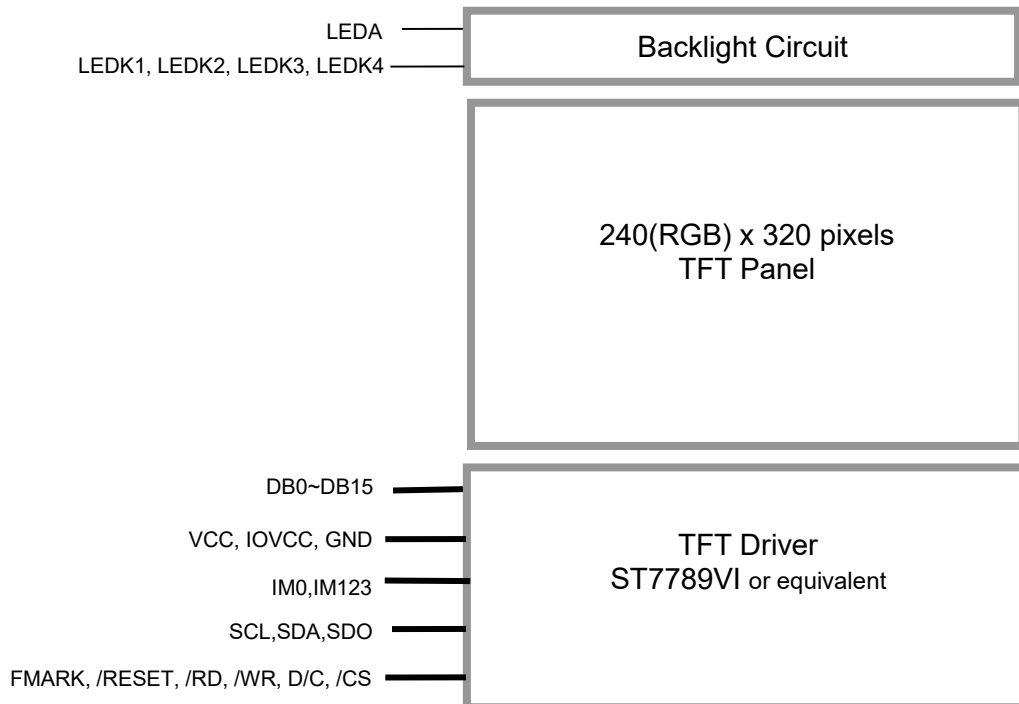 LEDA
LEDK1, LEDK2, LEDK3, LEDK4
Backlight Circuit
240(RGB) x 320 pixels
TFT Panel
DB0~DB15
VCC, IOVCC, GND
IM0,IM123
SCL,SDA,SDO
FMARK, /RESET, /RD, /WR, D/C, /CS
TFT Driver
ST7789VI or equivalent